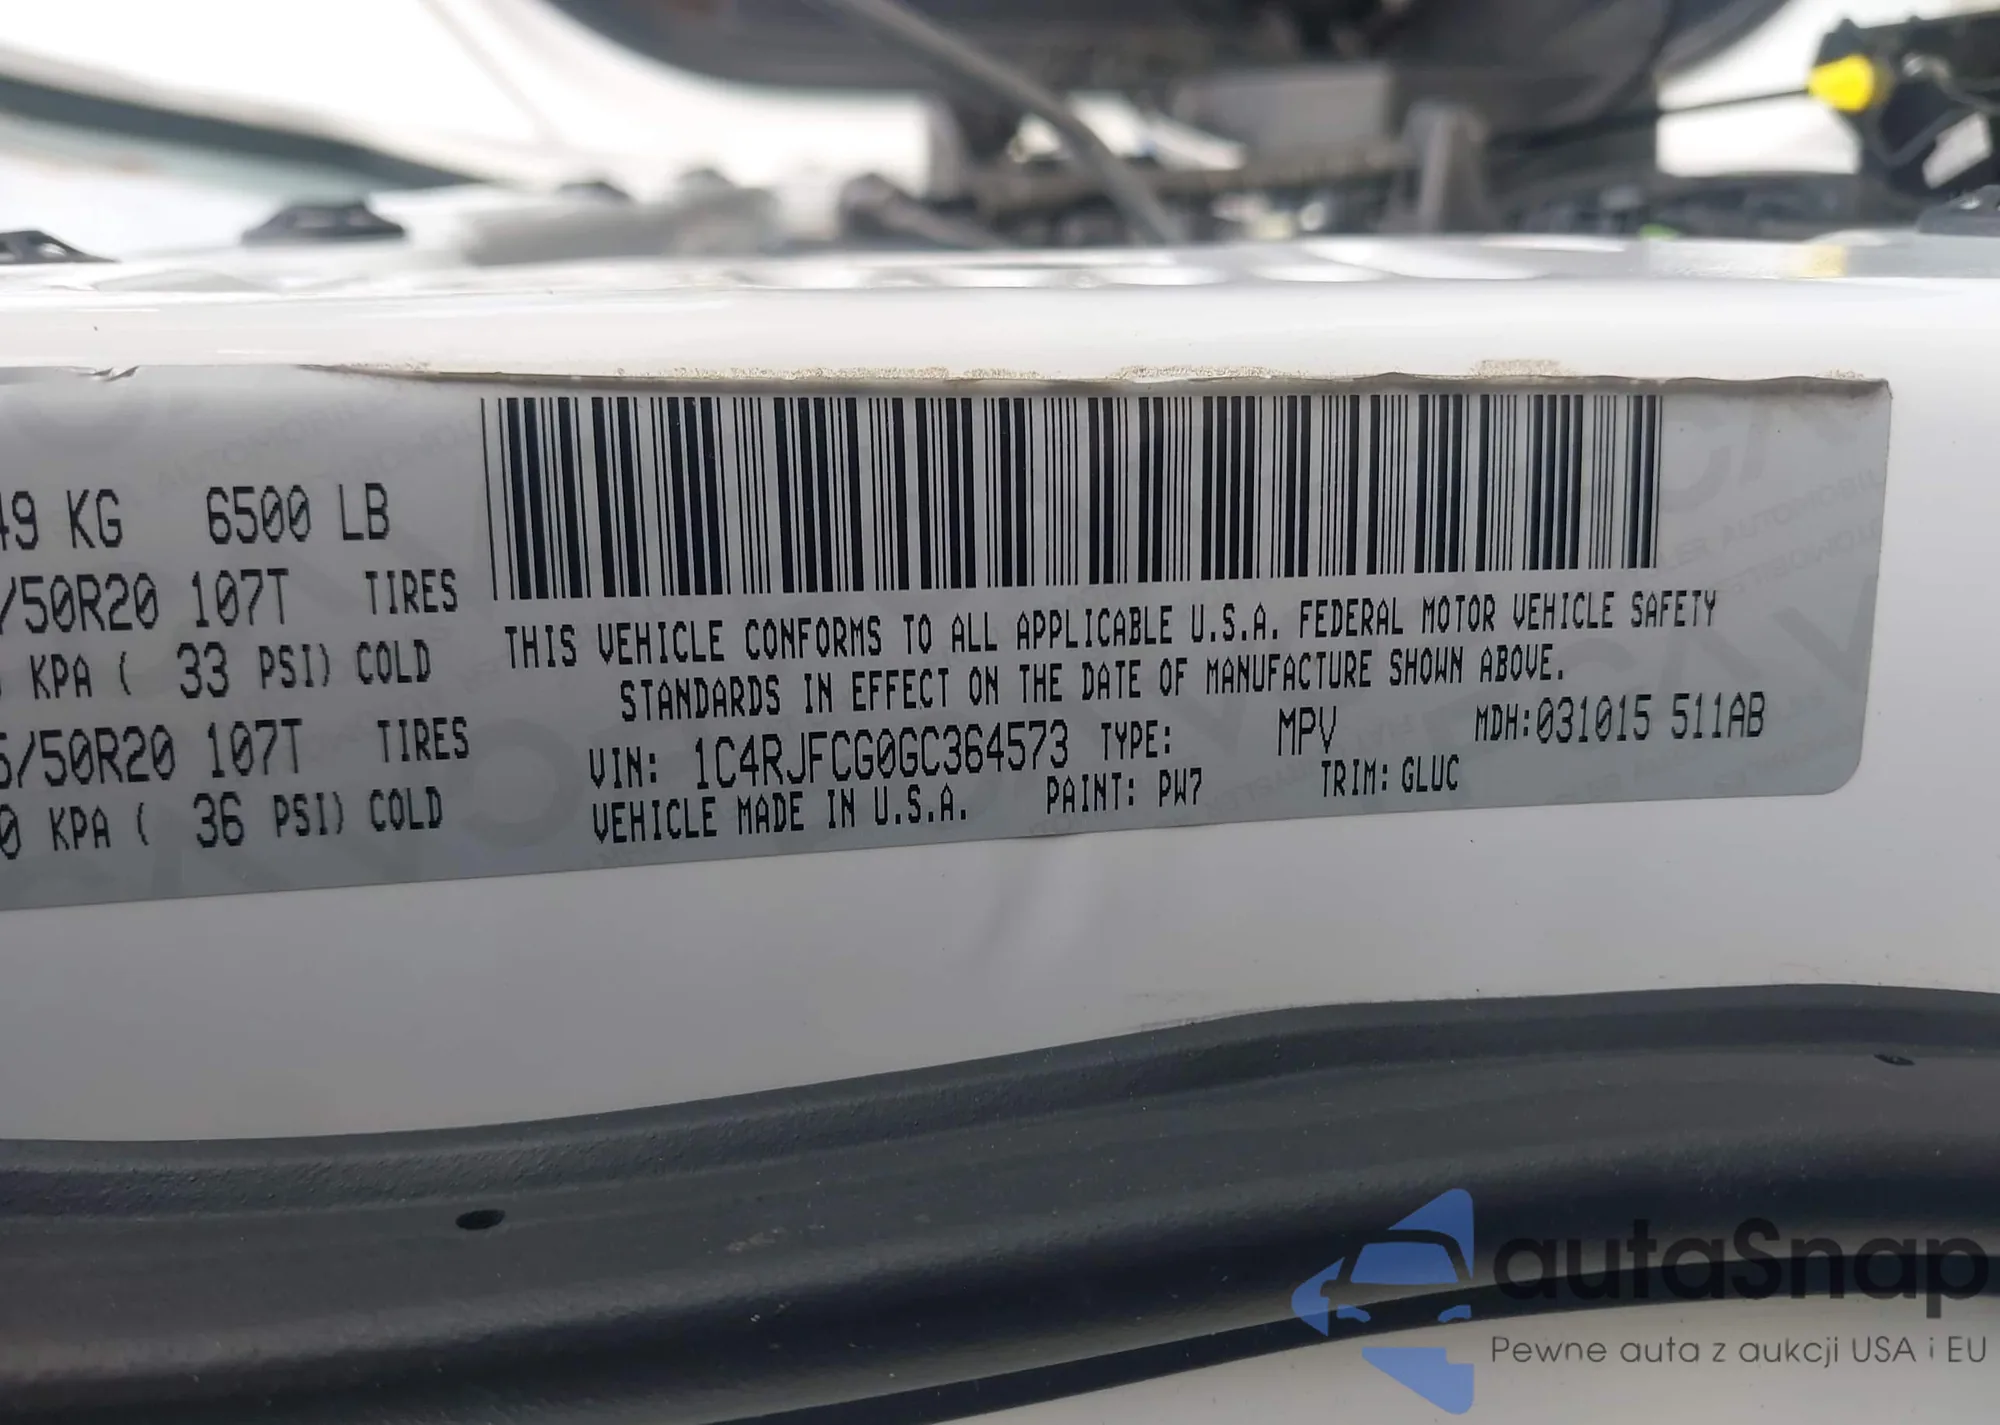 49 KG 6500 LB
/50R20 107T TIRES
KPA ( 33 PSI) COLD
5/50R20 107T TIRES
0 KPA ( 36 PSI) COLD
THIS VEHICLE CONFORMS TO ALL APPLICABLE U.S.A. FEDERAL MOTOR VEHICLE SAFETY
STANDARDS IN EFFECT ON THE DATE OF MANUFACTURE SHOWN ABOVE.
VIN: 1C4RJFCG0GC364573 TYPE: MPV MDH:031015 511AB
VEHICLE MADE IN U.S.A. PAINT: PW7 TRIM: GLUC
autaSnap
Pewne auta z aukcji USA i EU